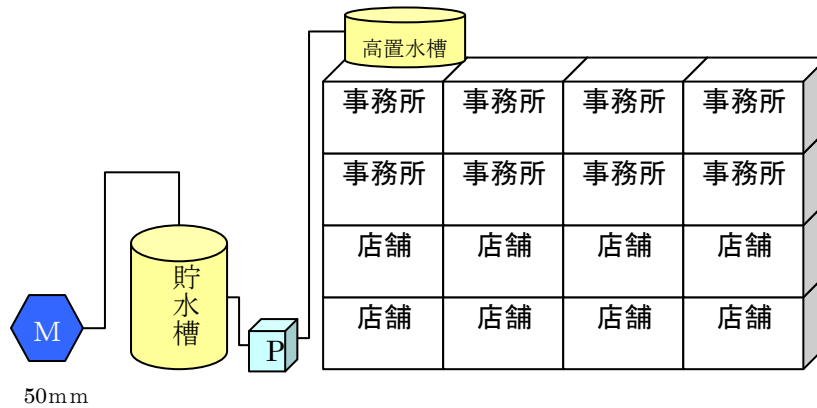 高置水槽
事務所 事務所 事務所 事務所
事務所 事務所 事務所 事務所
店舗 店舗 店舗 店舗
店舗 店舗 店舗 店舗
貯水槽
M
P
50mm